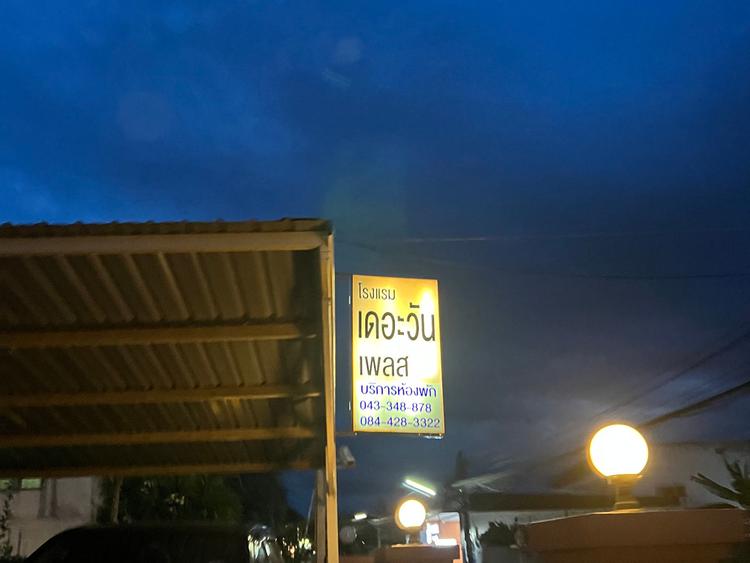 โรงแรม
เดอะวัน
เพลส
บริการห้องพัก
043-348-878
084-428-3322